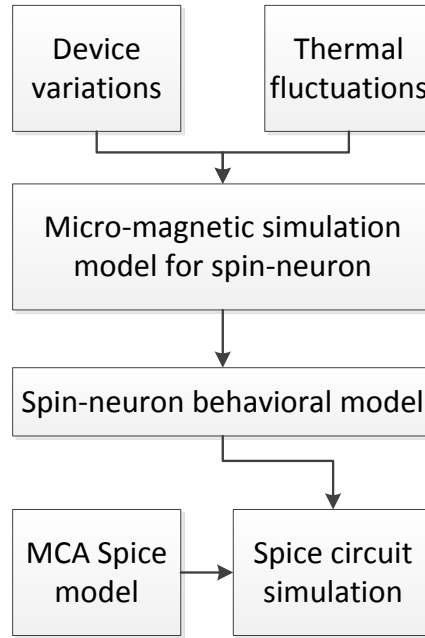 Device
variations
Thermal
fluctuations
Micro-magnetic simulation
model for spin-neuron
Spin-neuron behavioral model
MCA Spice
model
Spice circuit
simulation